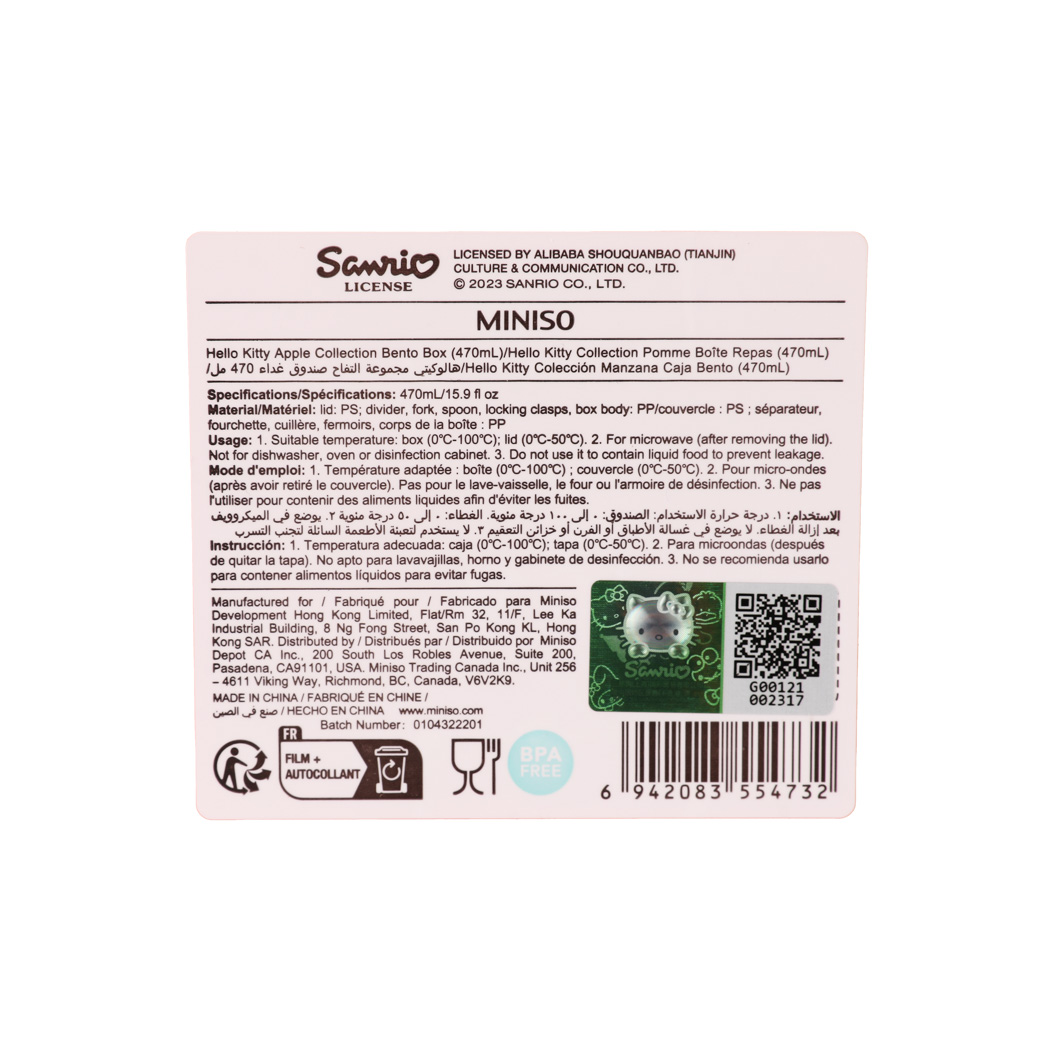 Sanrio
LICENSE
LICENSED BY ALIBABA SHOUQUANBAO (TIANJIN)
CULTURE & COMMUNICATION CO., LTD.
© 2023 SANRIO CO., LTD.
MINISO
Hello Kitty Apple Collection Bento Box (470mL)/Hello Kitty Collection Pomme Boîte Repas (470mL)
/هالوكيتي مجموعة التفاح صندوق غداء 470 مل/Hello Kitty Colección Manzana Caja Bento (470mL)
Specifications/Spécifications: 470mL/15.9 fl oz
Material/Matériel: lid: PS; divider, fork, spoon, locking clasps, box body: PP/couvercle : PS ; séparateur,
fourchette, cuillère, fermoirs, corps de la boîte : PP
Usage: 1. Suitable temperature: box (0℃-100℃); lid (0℃-50℃). 2. For microwave (after removing the lid).
Not for dishwasher, oven or disinfection cabinet. 3. Do not use it to contain liquid food to prevent leakage.
Mode d'emploi: 1. Température adaptée : boîte (0℃-100℃) ; couvercle (0℃-50℃). 2. Pour micro-ondes
(après avoir retiré le couvercle). Pas pour le lave-vaisselle, le four ou l'armoire de désinfection. 3. Ne pas
l'utiliser pour contenir des aliments liquides afin d'éviter les fuites.
الاستخدام: ١. درجة حرارة الاستخدام: الصندوق: ٠ إلى ١٠٠ درجة مئوية. الغطاء: ٠ إلى ٥٠ درجة مئوية ٢. يوضع في الميكروويف
بعد إزالة الغطاء. لا يوضع في غسالة الأطباق أو الفرن أو خزائن التعقيم ٣. لا يستخدم لتعبئة الأطعمة السائلة لتجنب التسرب
Instrucción: 1. Temperatura adecuada: caja (0℃-100℃); tapa (0℃-50℃). 2. Para microondas (después
de quitar la tapa). No apto para lavavajillas, horno y gabinete de desinfección. 3. No se recomienda usarlo
para contener alimentos líquidos para evitar fugas.
Manufactured for / Fabriqué pour / Fabricado para Miniso
Development Hong Kong Limited, Flat/Rm 32, 11/F, Lee Ka
Industrial Building, 8 Ng Fong Street, San Po Kong KL, Hong
Kong SAR. Distributed by / Distribués par / Distribuido por Miniso
Depot CA Inc., 200 South Los Robles Avenue, Suite 200,
Pasadena, CA91101, USA. Miniso Trading Canada Inc., Unit 256
– 4611 Viking Way, Richmond, BC, Canada, V6V2K9.
MADE IN CHINA / FABRIQUÉ EN CHINE /
صنع في الصين / HECHO EN CHINA www.miniso.com
Batch Number: 0104322201
Sanrio
G00121
002317
FR
FILM +
AUTOCOLLANT
BPA
FREE
6 942083 554732